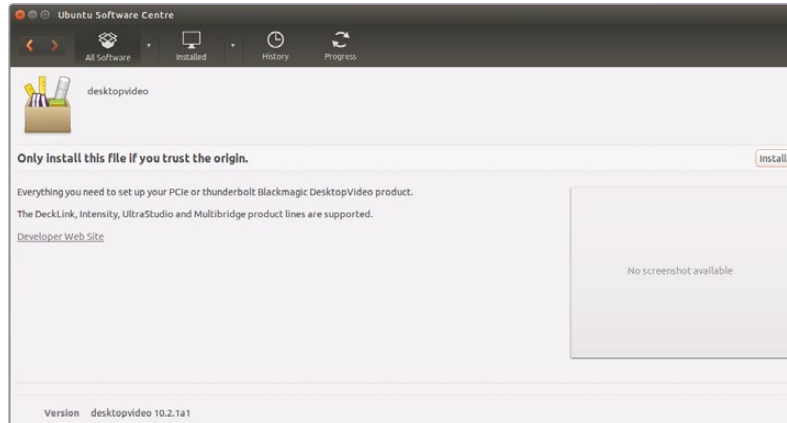 Ubuntu Software Centre
All Software
Installed
History
Progress
desktopvideo
Only install this file if you trust the origin.
Install
Everything you need to set up your PCIe or thunderbolt Blackmagic DesktopVideo product.
The DeckLink, Intensity, UltraStudio and Multibridge product lines are supported.
Developer Web Site
No screenshot available
Version desktopvideo 10.2.1a1